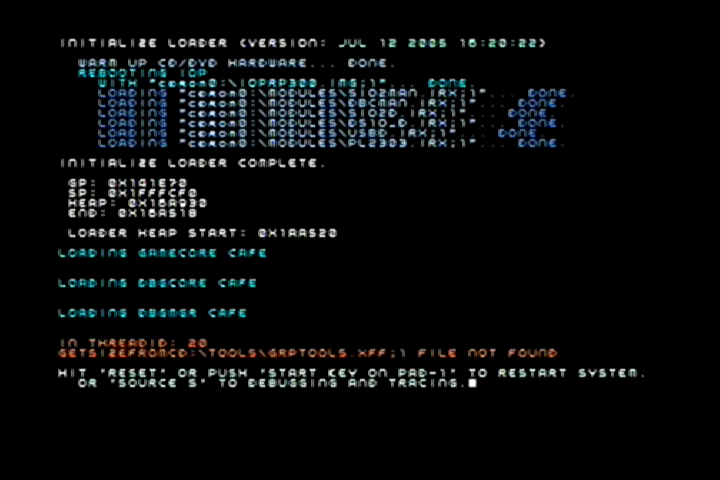 INITIALIZE LOADER (VERSION: JUL 12 2005 16:20:22)
WARM UP CD/DVD HARDWARE... DONE.
REBOOTING IOP
WITH "cdrom0:\IOPRP300.IMG;1"... DONE.
LOADING "cdrom0:\MODULES\SIO2MAN.IRX;1"... DONE.
LOADING "cdrom0:\MODULES\DBCMAN.IRX;1"... DONE.
LOADING "cdrom0:\MODULES\SIO2D.IRX;1"... DONE.
LOADING "cdrom0:\MODULES\DS1O_D.IRX;1"... DONE.
LOADING "cdrom0:\MODULES\USBD.IRX;1"... DONE
LOADING "cdrom0:\MODULES\PL2303.IRX;1"... DONE.
INITIALIZE LOADER COMPLETE.
GP: 0X191E70
SP: 0X1FFFCF0
HEAP: 0X18A930
END: 0X18A518
LOADER HEAP START: 0X1AA520
LOADING GAMECORE CAFE
LOADING DBGCORE CAFE
LOADING DBGMGR CAFE
IN THREADID: 20
GETSIZEFROMCD:\TOOLS\GRPTOOLS.XFF;1 FILE NOT FOUND
HIT "RESET" OR PUSH "START KEY ON PAD-1" TO RESTART SYSTEM.
OR "SOURCE S" TO DEBUGGING AND TRACING.